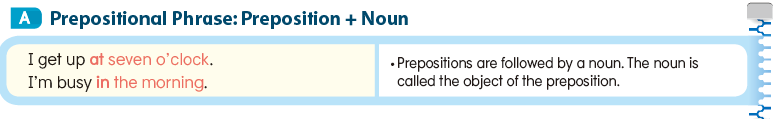 A Prepositional Phrase: Preposition + Noun
I get up at seven o’clock.
I’m busy in the morning.
• Prepositions are followed by a noun. The noun is
called the object of the preposition.